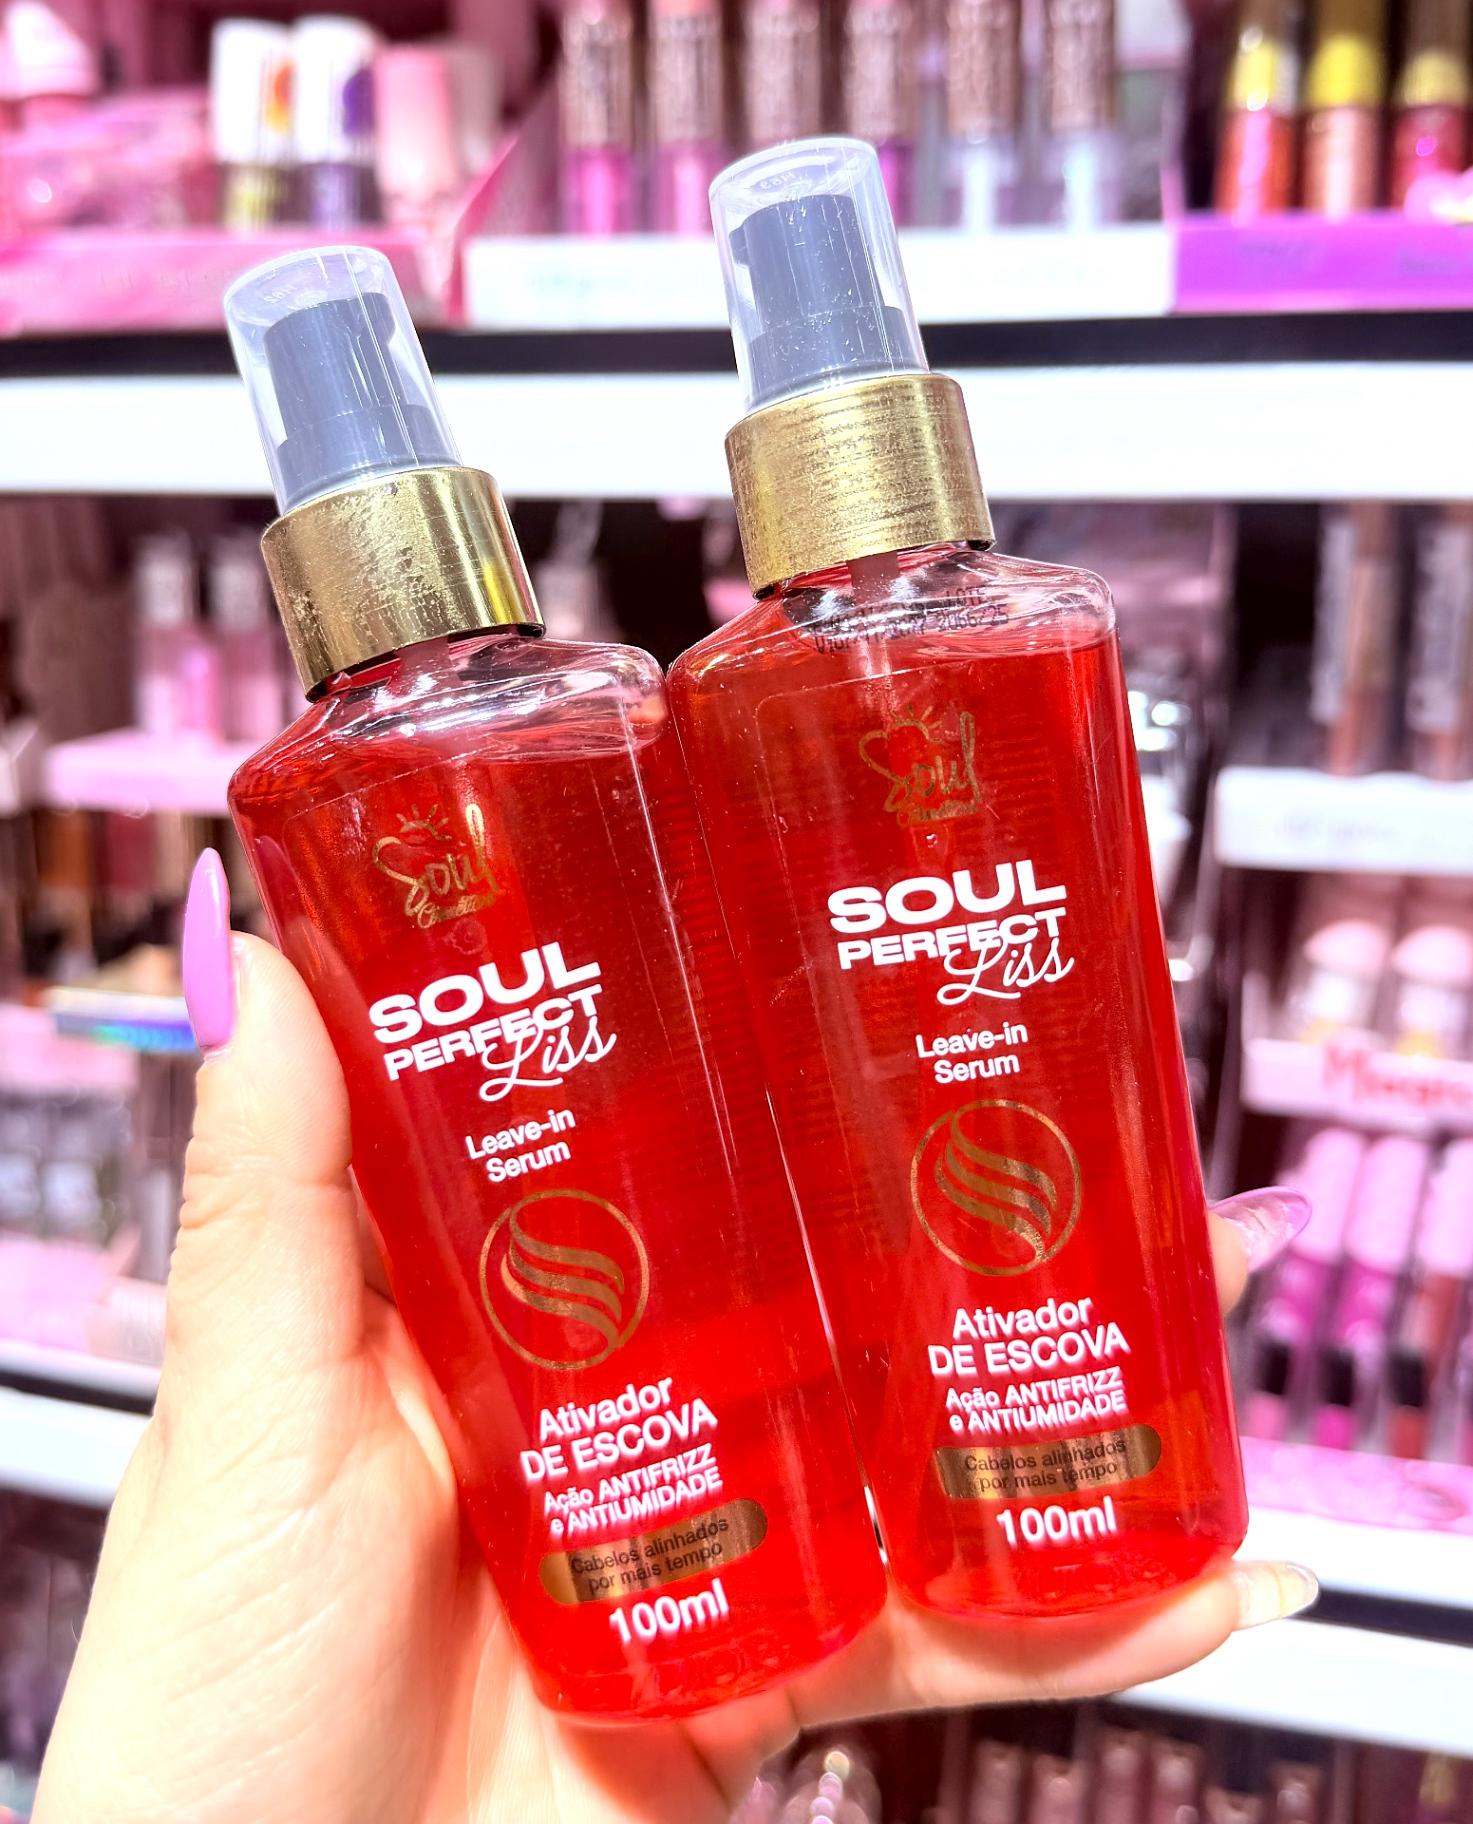 Soul
Cosméticos
SOUL
PERFECT
Liss
Leave-in
Serum
Ativador
DE ESCOVA
Ação ANTIFRIZZ
e ANTIUMIDADE
Cabelos alinhados
por mais tempo
100ml
Soul
SOUL
PERFECT
Liss
Leave-in
Serum
Ativador
DE ESCOVA
Ação ANTIFRIZZ
e ANTIUMIDADE
Cabelos alinhados
por mais tempo
100ml